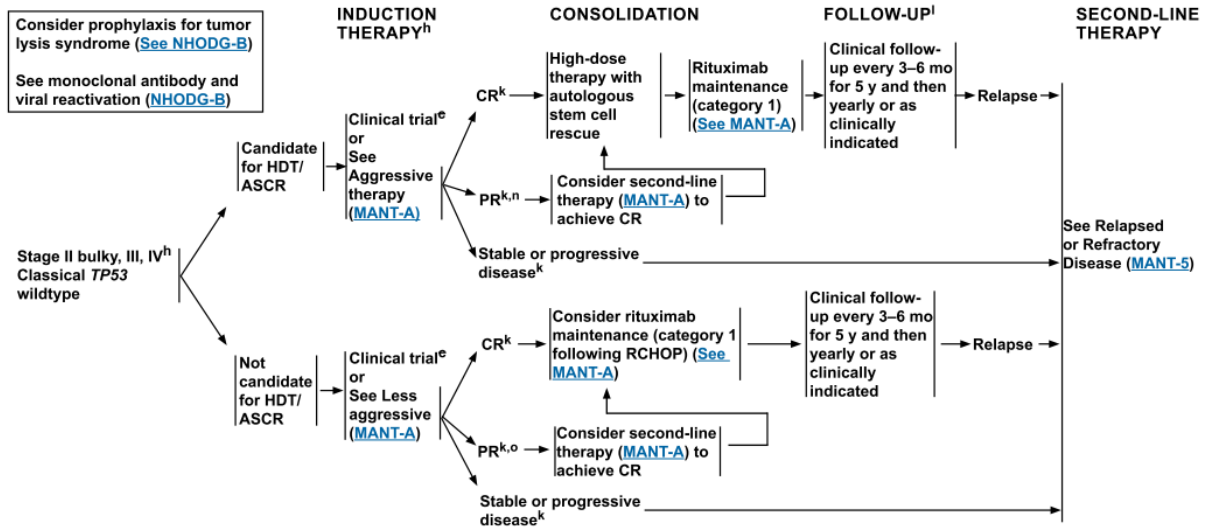 Consider prophylaxis for tumor
lysis syndrome (See NHODG-B)
See monoclonal antibody and
viral reactivation (NHODG-B)
INDUCTION
THERAPYʰ
CONSOLIDATION
FOLLOW-UPˡ
SECOND-LINE
THERAPY
Stage II bulky, III, IVʰ
Classical TP53
wildtype
Candidate
for HDT/
ASCR
Clinical trialᵉ
or
See
Aggressive
therapy
(MANT-A)
CRᵏ
High-dose
therapy with
autologous
stem cell
rescue
Rituximab
maintenance
(category 1)
(See MANT-A)
Clinical follow-
up every 3–6 mo
for 5 y and then
yearly or as
clinically
indicated
Relapse
PRᵏ,ⁿ
Consider second-line
therapy (MANT-A) to
achieve CR
Stable or progressive
diseaseᵏ
See Relapsed
or Refractory
Disease (MANT-5)
Not
candidate
for HDT/
ASCR
Clinical trialᵉ
or
See Less
aggressive
(MANT-A)
CRᵏ
Consider rituximab
maintenance (category 1
following RCHOP) (See
MANT-A)
Clinical follow-
up every 3–6 mo
for 5 y and then
yearly or as
clinically
indicated
Relapse
PRᵏ,ᵒ
Consider second-line
therapy (MANT-A) to
achieve CR
Stable or progressive
diseaseᵏ